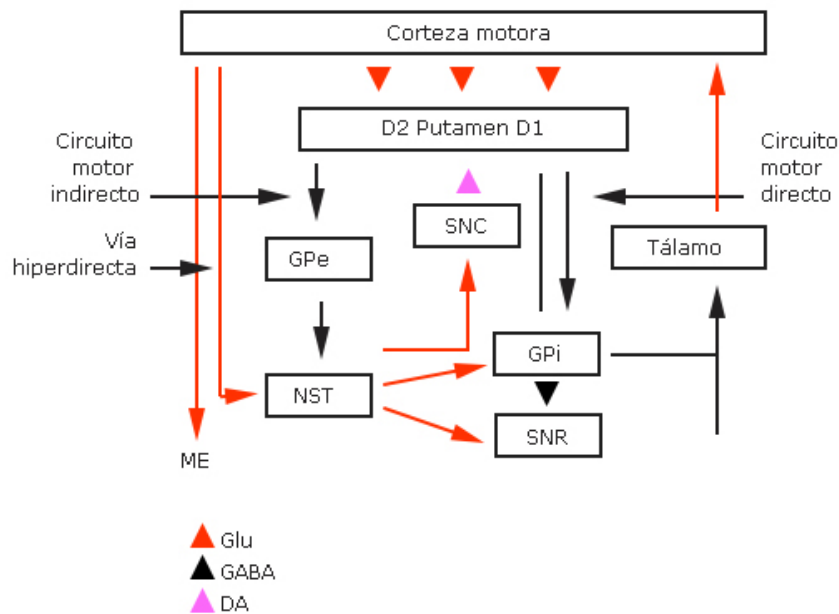 Corteza motora
D2 Putamen D1
Circuito
motor
indirecto
Circuito
motor
directo
SNC
Tálamo
Vía
hiperdirecta
GPe
GPi
NST
SNR
ME
Glu
GABA
DA